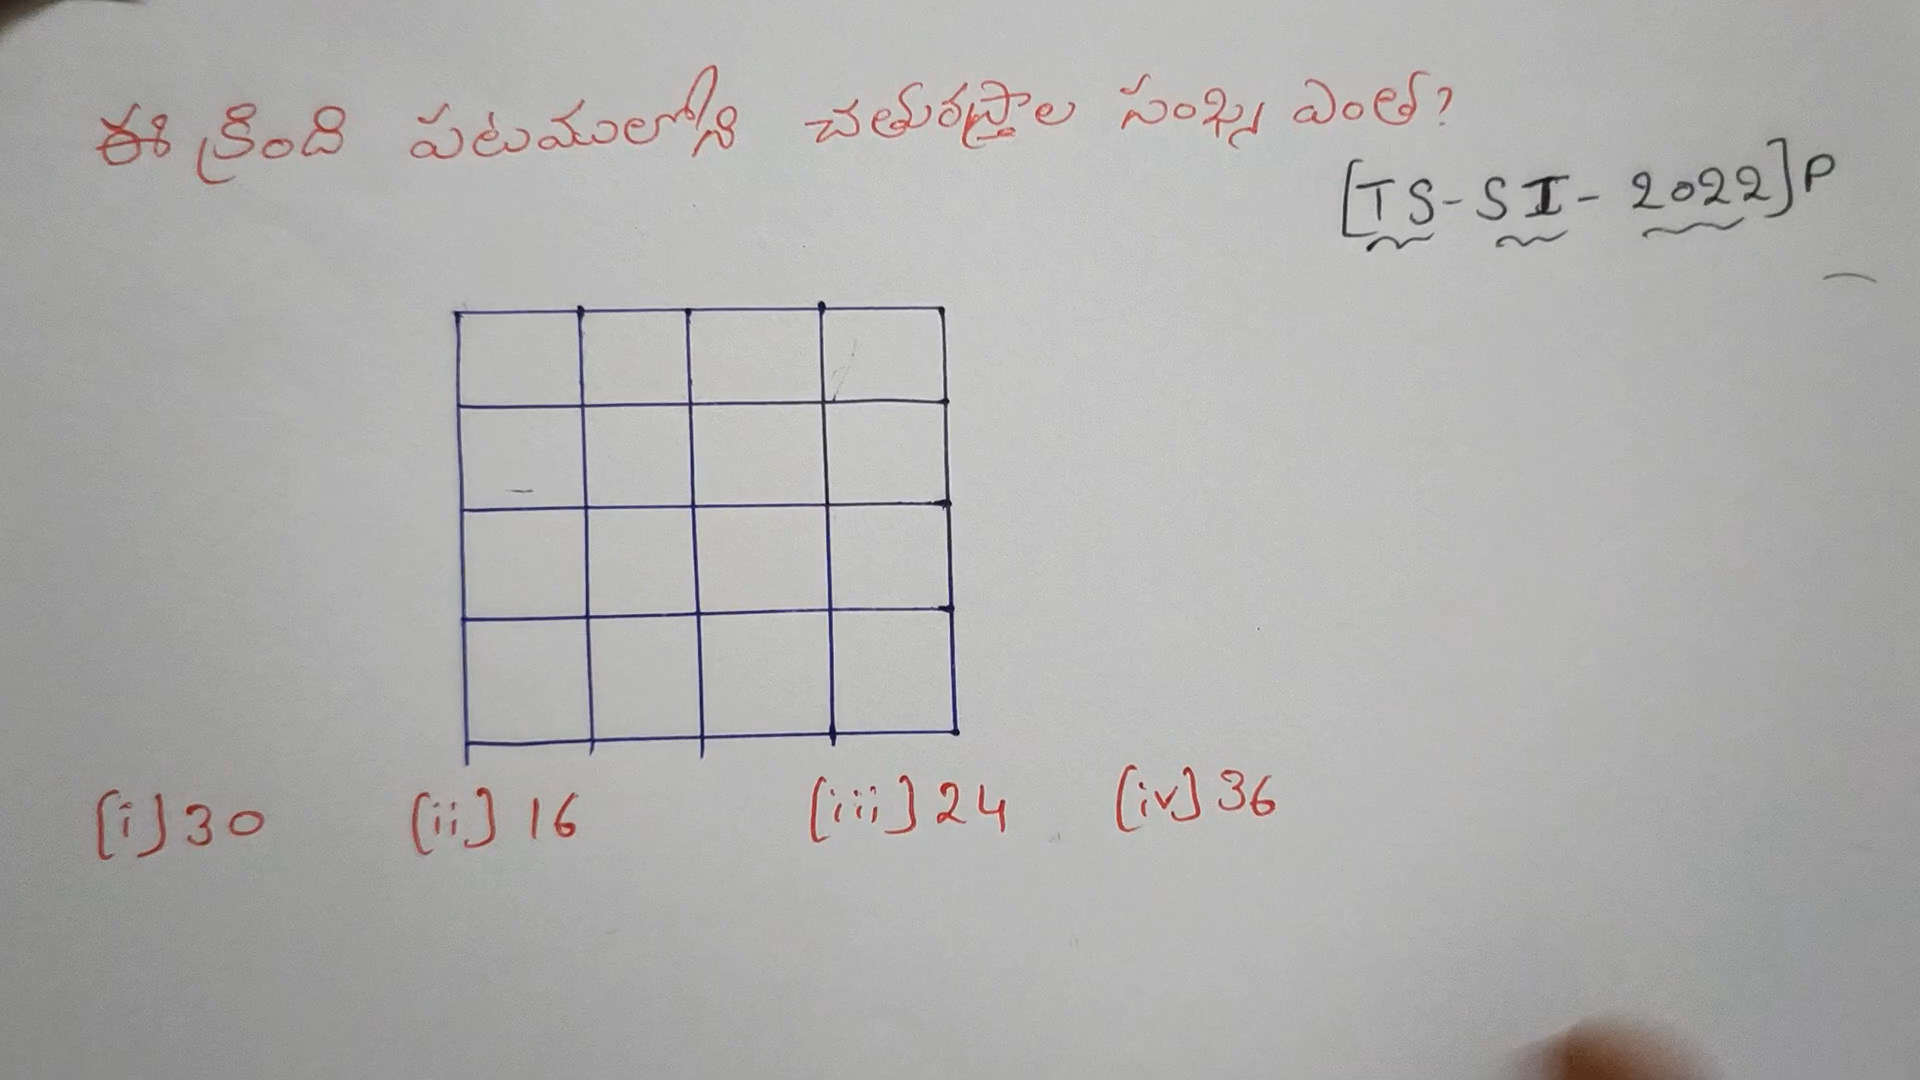 ఈ క్రింది పటములోని చతురస్రాల సంఖ్య ఎంత?
[TS-SI-2022]P
(i) 30 (ii) 16 (iii) 24 (iv) 36